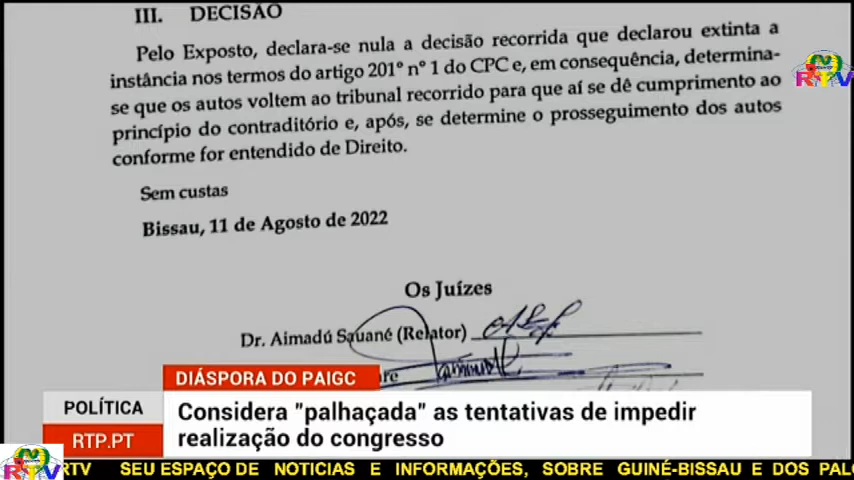 III. DECISÃO
Pelo Exposto, declara-se nula a decisão recorrida que declarou extinta a
instância nos termos do artigo 201º nº 1 do CPC e, em consequência, determina-
se que os autos voltem ao tribunal recorrido para que aí se dê cumprimento ao
princípio do contraditório e, após, se determine o prosseguimento dos autos
conforme for entendido de Direito.
Sem custas
Bissau, 11 de Agosto de 2022
Os Juízes
Dr. Aimadú Sauané (Relator)
RTV
DIÁSPORA DO PAIGC
POLÍTICA
RTP.PT
Considera "palhaçada" as tentativas de impedir
realização do congresso
RTV
RTV SEU ESPAÇO DE NOTICIAS E INFORMAÇÕES, SOBRE GUINÉ-BISSAU E DOS PALO